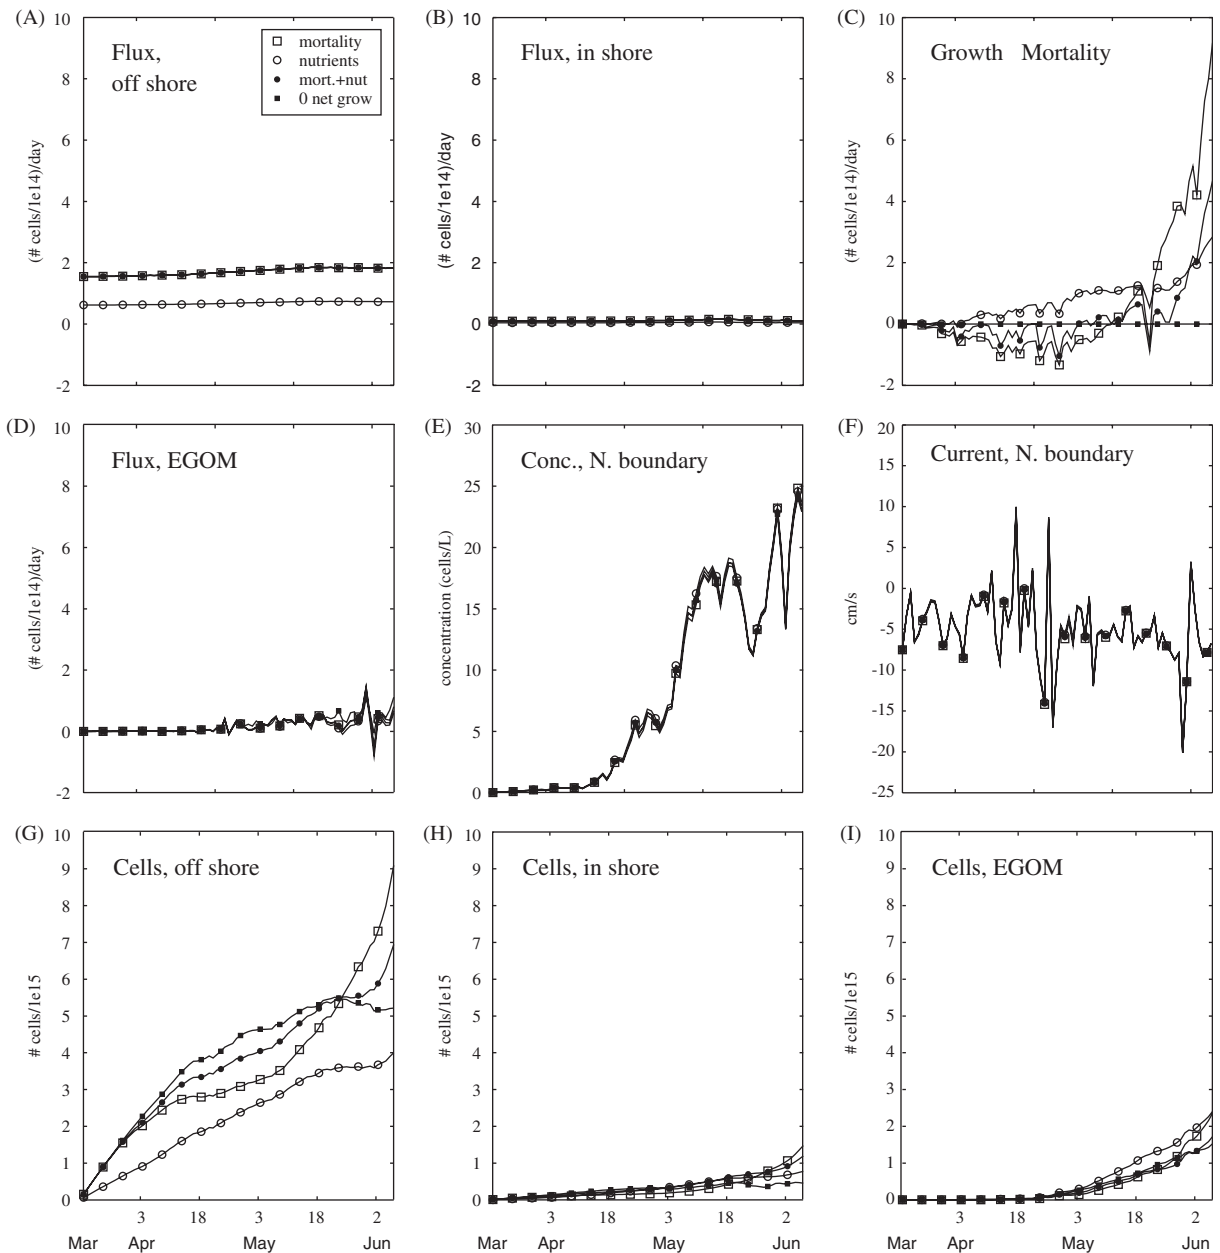 (A)
Flux,
off shore
mortality
nutrients
mort.+nut
0 net grow
10
8
6
4
2
0
-2
(# cells/1e14)/day
(B)
Flux, in shore
10
8
6
4
2
0
-2
(# cells/1e14)/day
(C)
Growth Mortality
10
8
6
4
2
0
-2
(# cells/1e14)/day
(D)
Flux, EGOM
10
8
6
4
2
0
-2
(# cells/1e14)/day
(E)
Conc., N. boundary
30
25
20
15
10
5
0
concentration (cells/L)
(F)
Current, N. boundary
20
15
10
5
0
-5
-10
-15
-20
-25
cm/s
(G)
Cells, off shore
10
9
8
7
6
5
4
3
2
1
0
# cells/1e15
3 18 3 18 2
Mar Apr May Jun
(H)
Cells, in shore
10
9
8
7
6
5
4
3
2
1
0
# cells/1e15
3 18 3 18 2
Mar Apr May Jun
(I)
Cells, EGOM
10
9
8
7
6
5
4
3
2
1
0
# cells/1e15
3 18 3 18 2
Mar Apr May Jun